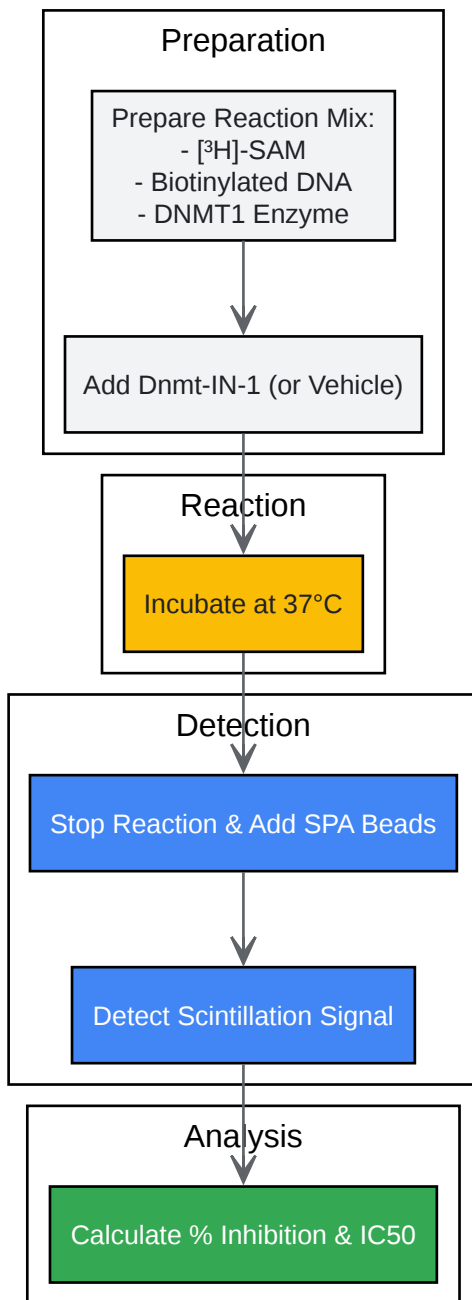 Preparation
Prepare Reaction Mix:
- [³H]-SAM
- Biotinylated DNA
- DNMT1 Enzyme
Add Dnmt-IN-1 (or Vehicle)
Reaction
Incubate at 37°C
Detection
Stop Reaction & Add SPA Beads
Detect Scintillation Signal
Analysis
Calculate % Inhibition & IC50